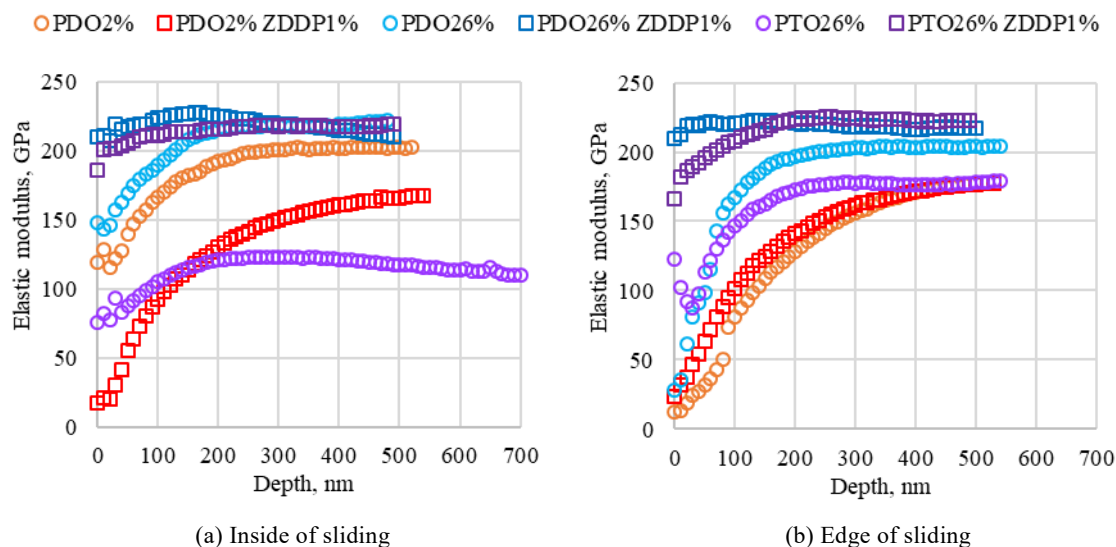 PDO2% PDO2% ZDDP1% PDO26% PDO26% ZDDP1% PTO26% PTO26% ZDDP1%
Elastic modulus, GPa
250
200
150
100
50
0
0 100 200 300 400 500 600 700
Depth, nm
(a) Inside of sliding
Elastic modulus, GPa
250
200
150
100
50
0
0 100 200 300 400 500 600 700
Depth, nm
(b) Edge of sliding